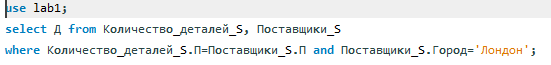 use lab1;
select Д from Количество_деталей_S, Поставщики_S
where Количество_деталей_S.П=Поставщики_S.П and Поставщики_S.Город='Лондон';